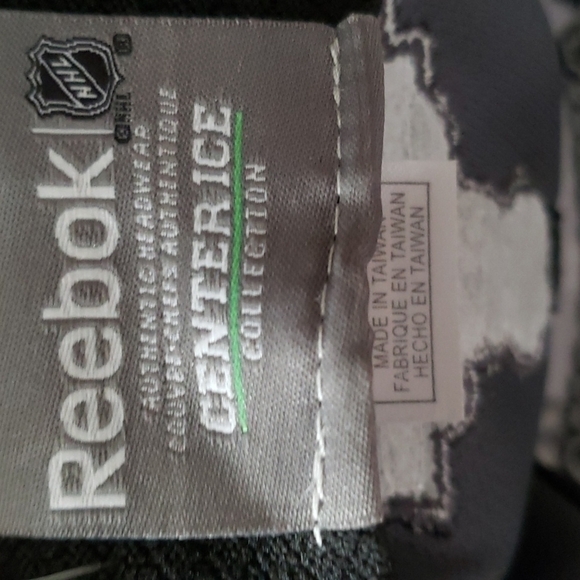 Reebok
NHL
® NHL
AUTHENTIC HEADWEAR
COUVRE-CHEFS AUTHENTIQUE
CENTER ICE
COLLECTION
MADE IN TAIWAN
FABRIQUE EN TAIWAN
HECHO EN TAIWAN